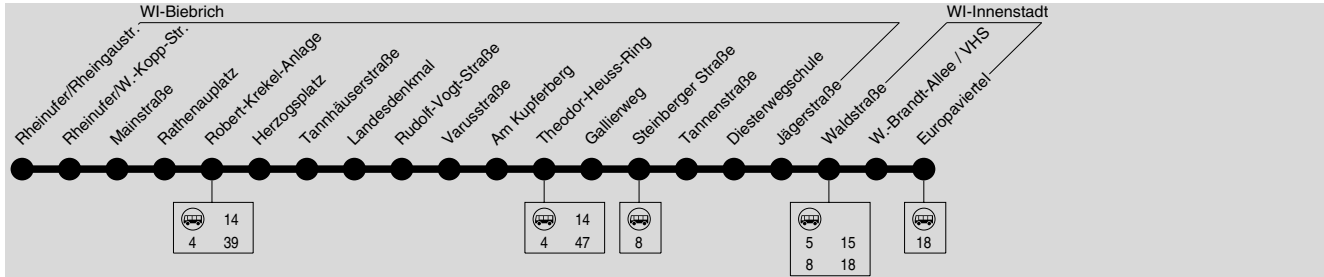 WI-Biebrich
WI-Innenstadt
Rheinufer/Rheingaustr.
Rheinufer/W.-Kopp-Str.
Mainstraße
Rathenauplatz
Robert-Krekel-Anlage
Herzogsplatz
Tannhäuserstraße
Landesdenkmal
Rudolf-Vogt-Straße
Varusstraße
Am Kupferberg
Theodor-Heuss-Ring
Gallierweg
Steinberger Straße
Tannenstraße
Diesterwegschule
Jägerstraße
Waldstraße
W.-Brandt-Allee / VHS
Europaviertel
14
4 39
14
4 47
8
5 15
8 18
18